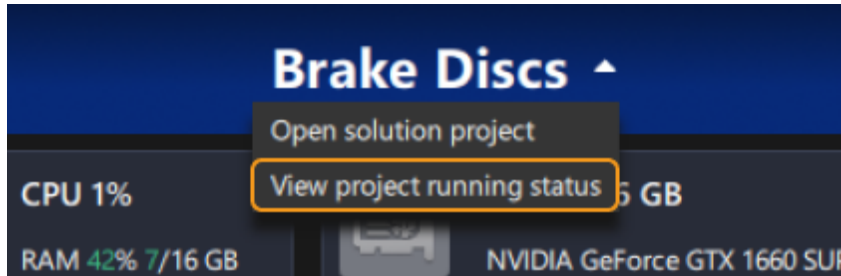 Brake Discs
Open solution project
View project running status
CPU 1%
GB
RAM 42% 7/16 GB
NVIDIA GeForce GTX 1660